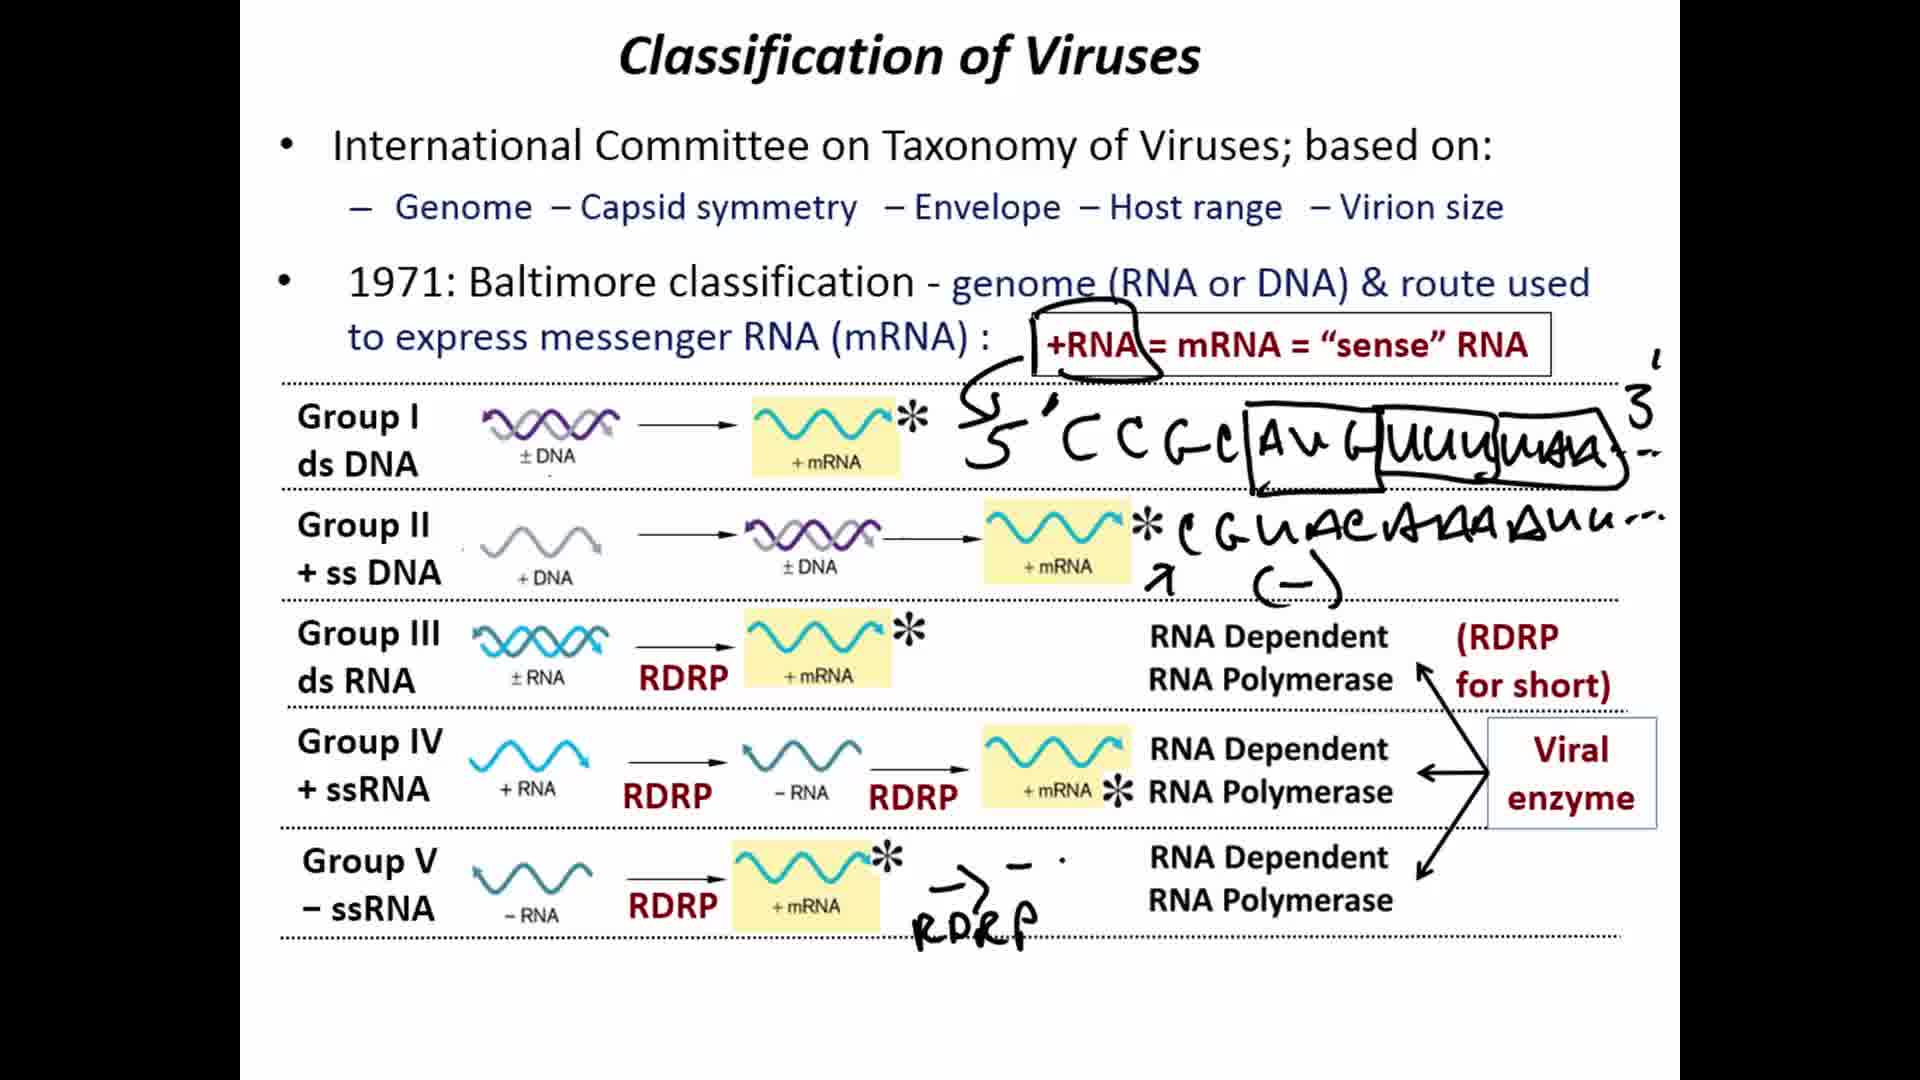 Classification of Viruses
• International Committee on Taxonomy of Viruses; based on:
– Genome – Capsid symmetry – Envelope – Host range – Virion size
• 1971: Baltimore classification - genome (RNA or DNA) & route used
to express messenger RNA (mRNA) :
+RNA = mRNA = “sense” RNA
Group I
ds DNA
± DNA
+ mRNA
*
5' CCGC AUG UUU UAA ... 3'
Group II
+ ss DNA
+ DNA
± DNA
+ mRNA
*
CGUACAAAAUU...
(−)
Group III
ds RNA
± RNA
RDRP
+ mRNA
*
RNA Dependent
RNA Polymerase
(RDRP
for short)
Group IV
+ ssRNA
+ RNA
RDRP
− RNA
RDRP
+ mRNA
*
RNA Dependent
RNA Polymerase
Viral
enzyme
Group V
− ssRNA
− RNA
RDRP
+ mRNA
*
RDRP
RNA Dependent
RNA Polymerase